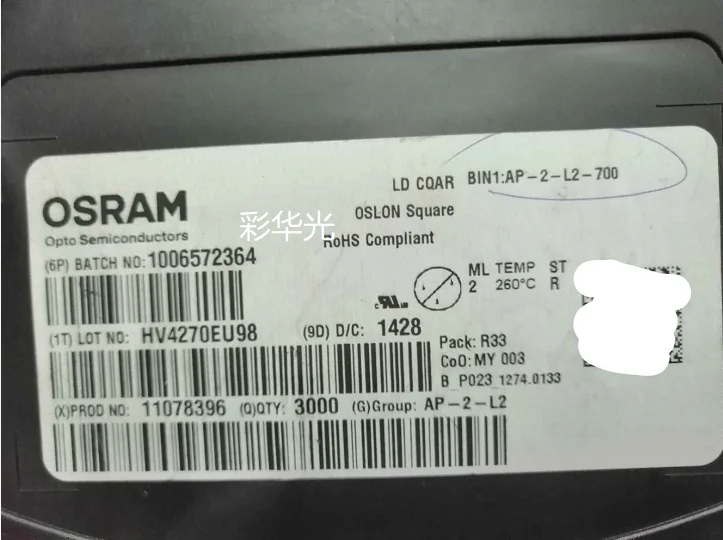 LD CQAR BIN1:AP-2-L2-700
OSRAM
Opto Semiconductors
OSLON Square
彩华光
RoHS Compliant
(6P) BATCH NO: 1006572364
ML TEMP ST
2 260°C R
(1T) LOT NO: HV4270EU98 (9D) D/C: 1428
Pack: R33
CoO: MY 003
B_P023_1274.0133
(X)PROD NO: 11078396 (Q)QTY: 3000 (G)Group: AP-2-L2